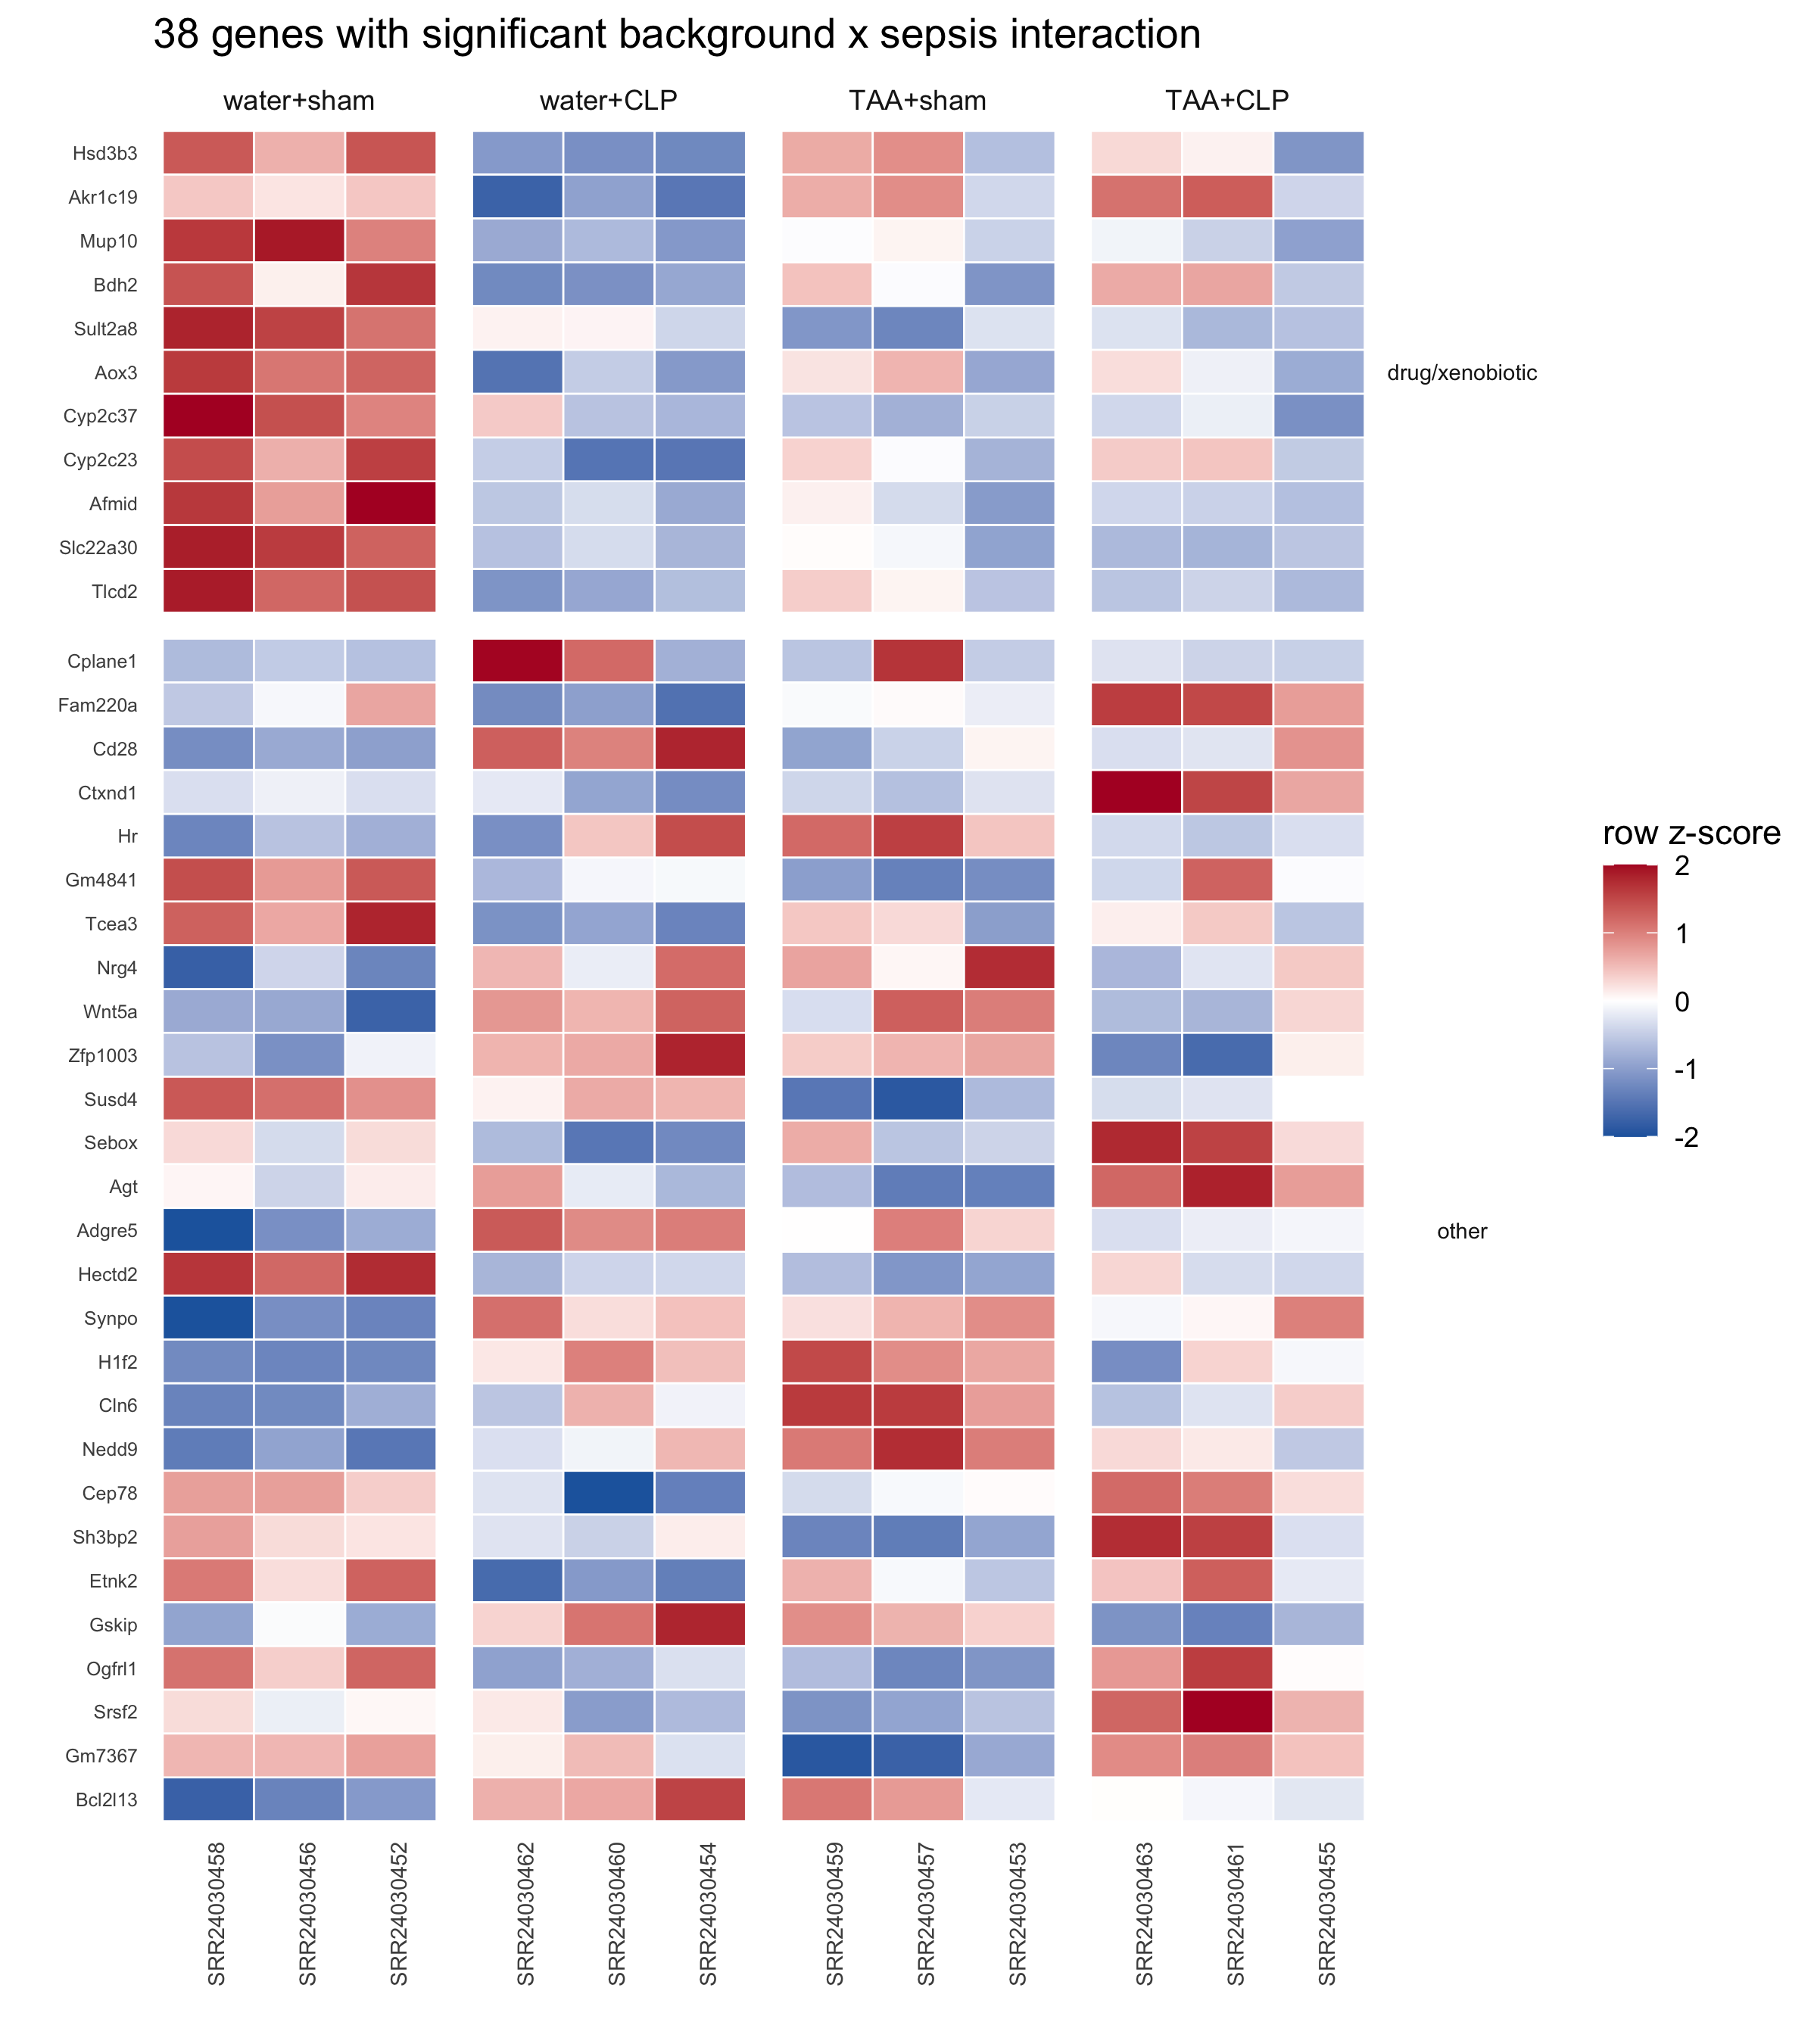 38 genes with significant background x sepsis interaction
water+sham
water+CLP
TAA+sham
TAA+CLP
Hsd3b3
Akr1c19
Mup10
Bdh2
Sult2a8
Aox3
Cyp2c37
Cyp2c23
Afmid
Slc22a30
Tlcd2
drug/xenobiotic
Cplane1
Fam220a
Cd28
Ctxnd1
Hr
Gm4841
Tcea3
Nrg4
Wnt5a
Zfp1003
Susd4
Sebox
Agt
Adgre5
Hectd2
Synpo
H1f2
Cln6
Nedd9
Cep78
Sh3bp2
Etnk2
Gskip
Ogfrl1
Srsf2
Gm7367
Bcl2l13
other
row z-score
2
1
0
-1
-2
SRR24030458
SRR24030456
SRR24030452
SRR24030462
SRR24030460
SRR24030454
SRR24030459
SRR24030457
SRR24030453
SRR24030463
SRR24030461
SRR24030455